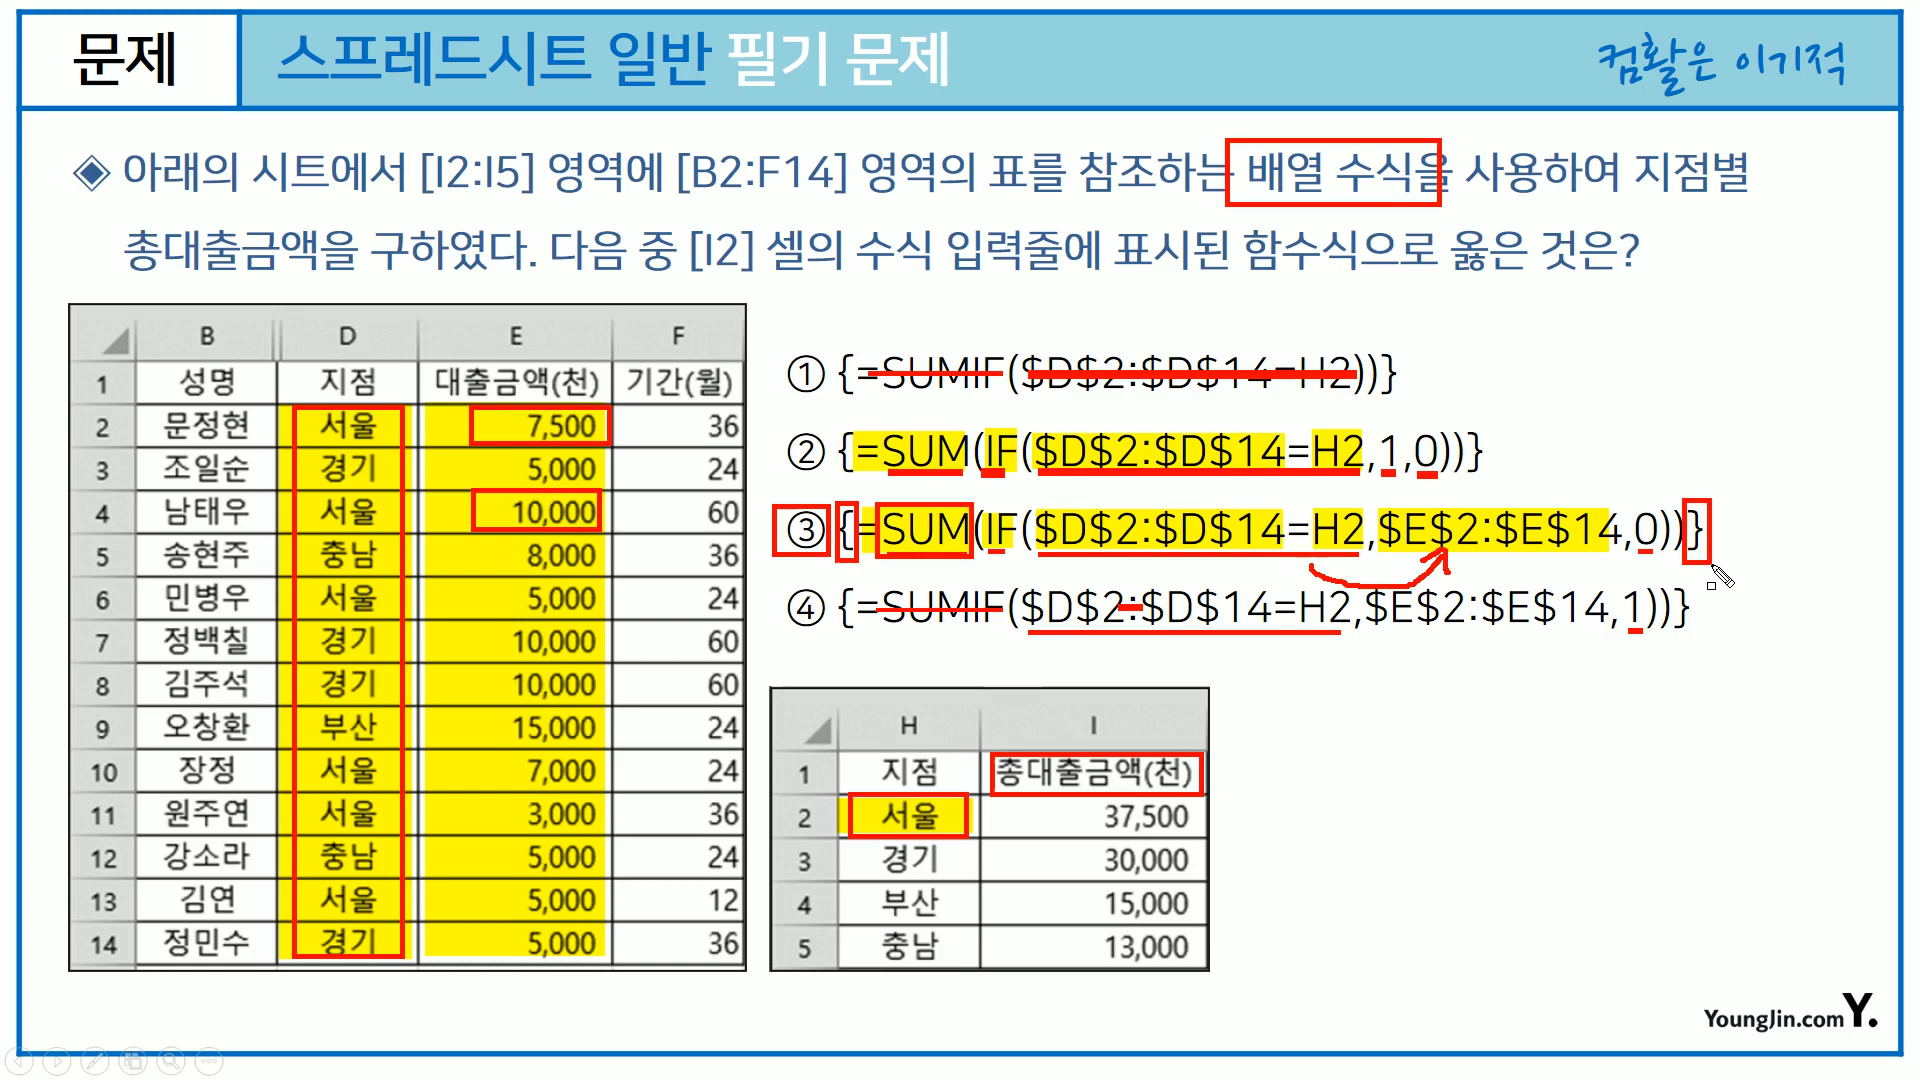 문제
스프레드시트 일반 필기 문제
컴활은 이기적
◈ 아래의 시트에서 [I2:I5] 영역에 [B2:F14] 영역의 표를 참조하는 배열 수식을 사용하여 지점별
총대출금액을 구하였다. 다음 중 [I2] 셀의 수식 입력줄에 표시된 함수식으로 옳은 것은?
B D E F
1 성명 지점 대출금액(천) 기간(월)
2 문정현 서울 7,500 36
3 조일순 경기 5,000 24
4 남태우 서울 10,000 60
5 송현주 충남 8,000 36
6 민병우 서울 5,000 24
7 정백칠 경기 10,000 60
8 김주석 경기 10,000 60
9 오창환 부산 15,000 24
10 장정 서울 7,000 24
11 원주연 서울 3,000 36
12 강소라 충남 5,000 24
13 김연 서울 5,000 12
14 정민수 경기 5,000 36
① {=SUMIF($D$2:$D$14=H2))}
② {=SUM(IF($D$2:$D$14=H2,1,0))}
③ {=SUM(IF($D$2:$D$14=H2,$E$2:$E$14,0))}
④ {=SUMIF($D$2:$D$14=H2,$E$2:$E$14,1))}
H I
1 지점 총대출금액(천)
2 서울 37,500
3 경기 30,000
4 부산 15,000
5 충남 13,000
YoungJin.com Y.